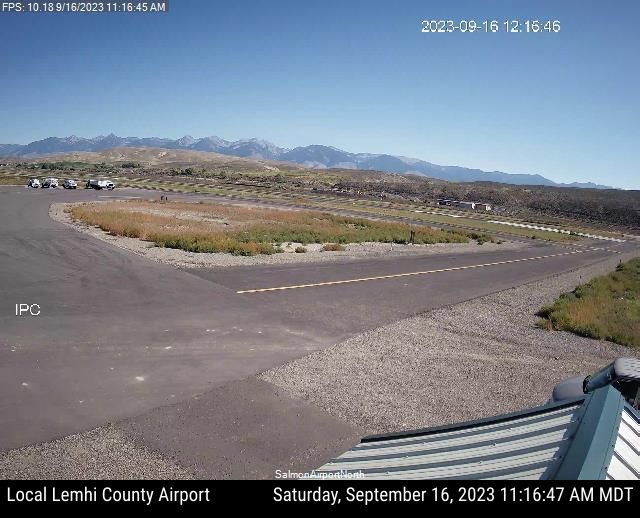 FPS: 10.18 9/16/2023 11:16:45 AM
2023-09-16 12:16:46
IPC
SalmonAirportNorth
Local Lemhi County Airport Saturday, September 16, 2023 11:16:47 AM MDT